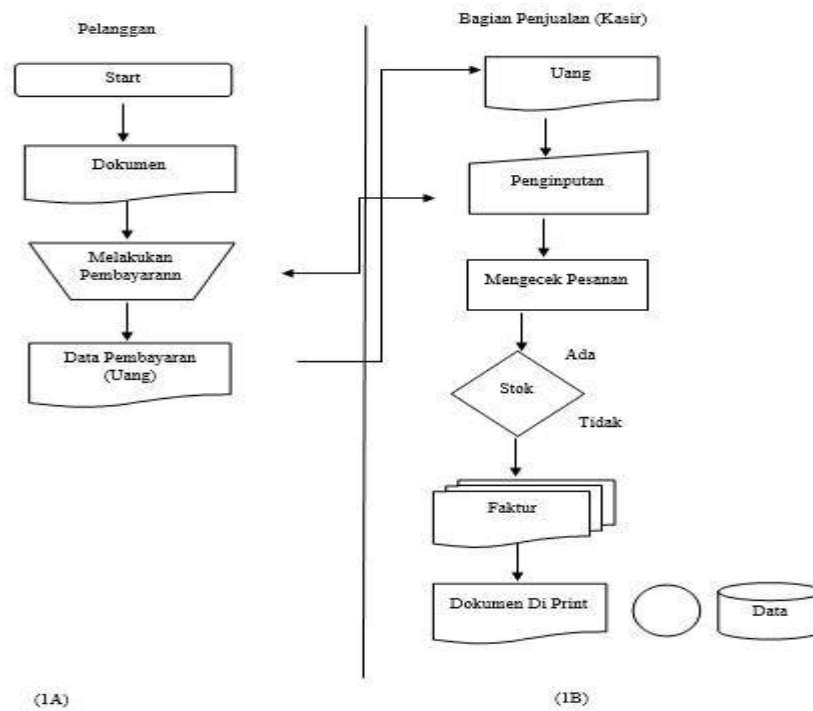 Pelanggan
Start
Dokumen
Melakukan
Pembayarann
Data Pembayaran
(Uang)
(1A)
Bagian Penjualan (Kasir)
Uang
Penginputan
Mengecek Pesanan
Ada
Stok
Tidak
Faktur
Dokumen Di Print
Data
(1B)